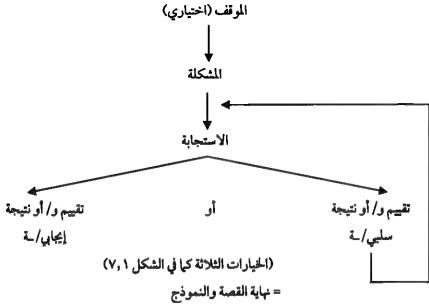 الموقف (اختياري)
المشكلة
الاستجابة
تقييم و/أو نتيجة
إيجابي/ـة
أو
تقييم و/أو نتيجة
سلبي/ـة
(الخيارات الثلاثة كما في الشكل ٧,١)
= نهاية القصة والنموذج